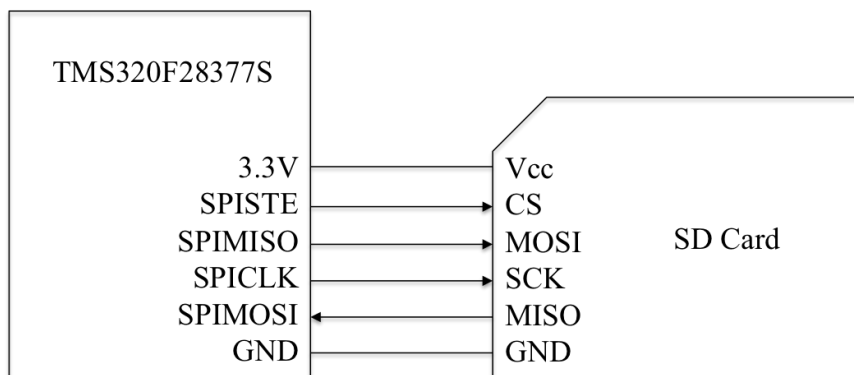 TMS320F28377S
3.3V Vcc
SPISTE CS
SPIMISO MOSI SD Card
SPICLK SCK
SPIMOSI MISO
GND GND